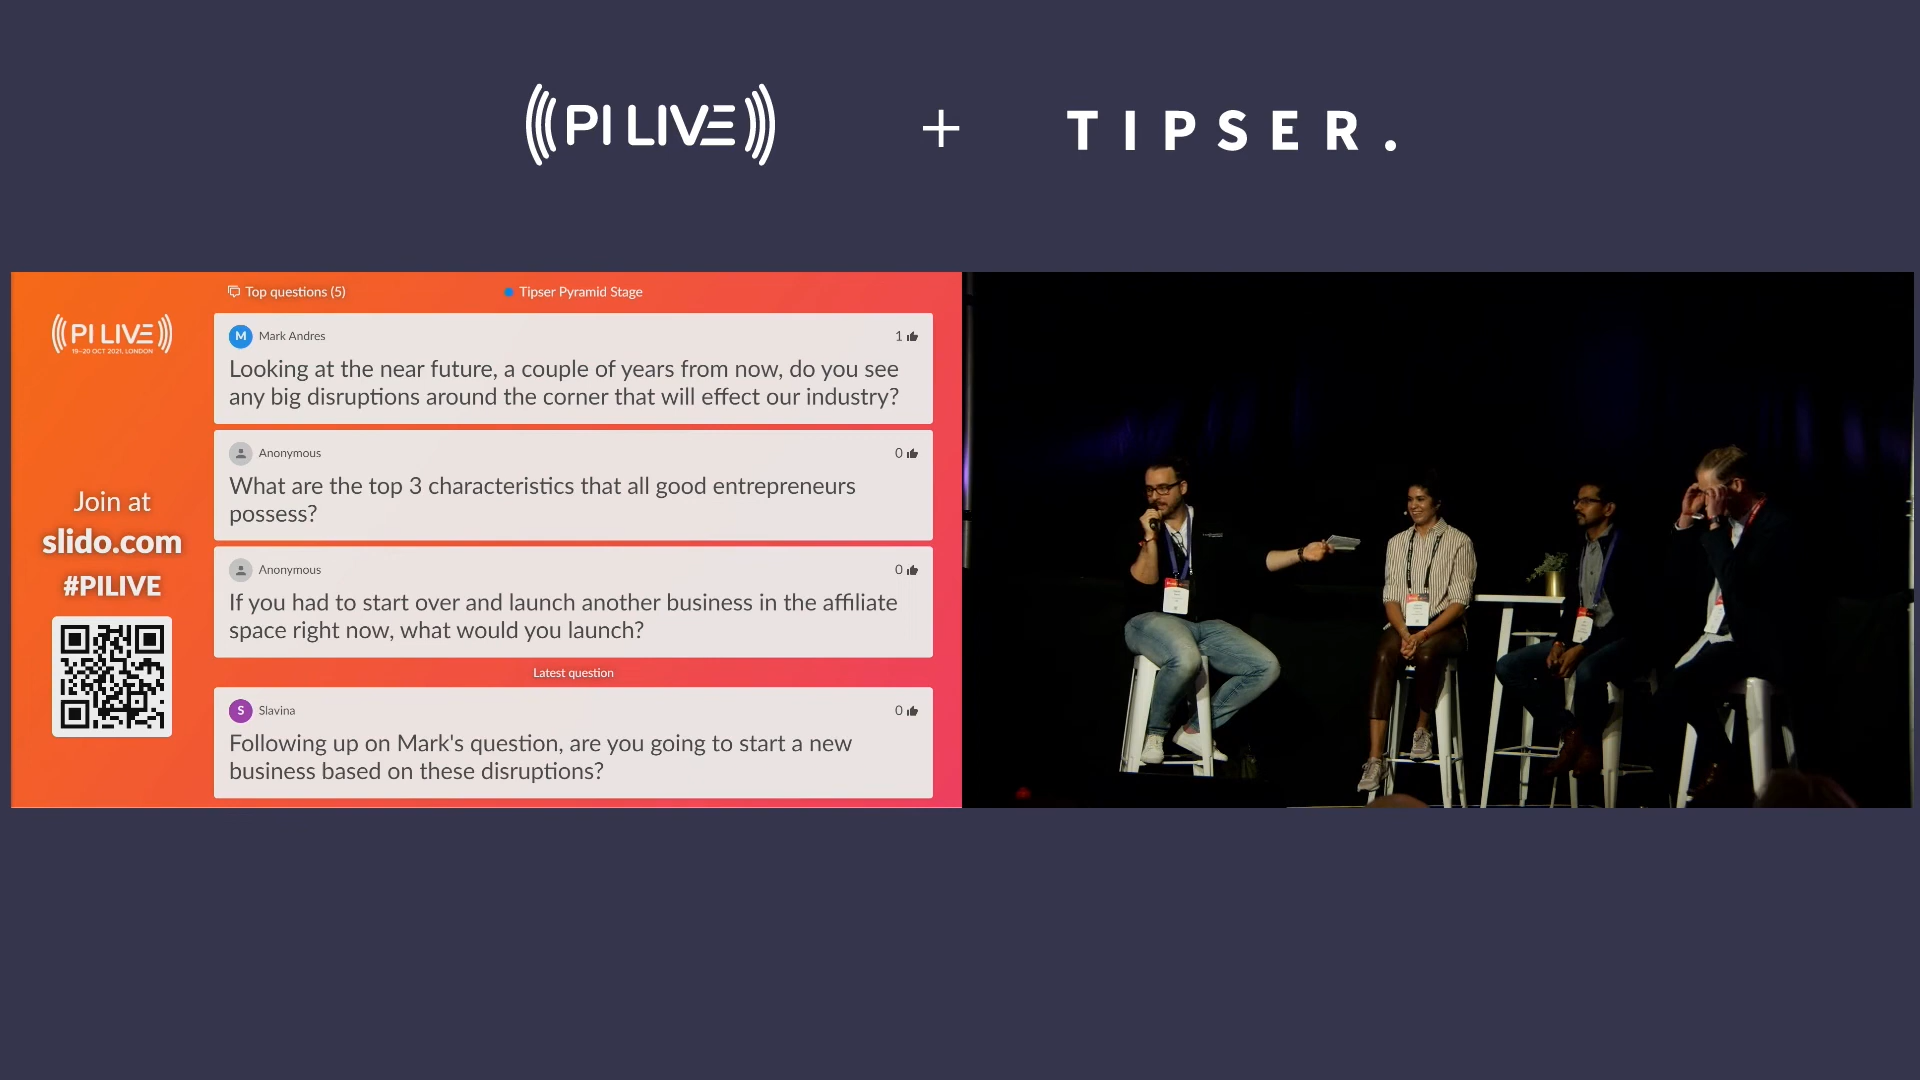 PI LIVE + TIPSER.
PI LIVE
19-20 OCT 2021, LONDON
Join at
slido.com
#PILIVE
Top questions (5)
Tipser Pyramid Stage
M Mark Andres 1
Looking at the near future, a couple of years from now, do you see
any big disruptions around the corner that will effect our industry?
Anonymous 0
What are the top 3 characteristics that all good entrepreneurs
possess?
Anonymous 0
If you had to start over and launch another business in the affiliate
space right now, what would you launch?
Latest question
S Slavina 0
Following up on Mark's question, are you going to start a new
business based on these disruptions?